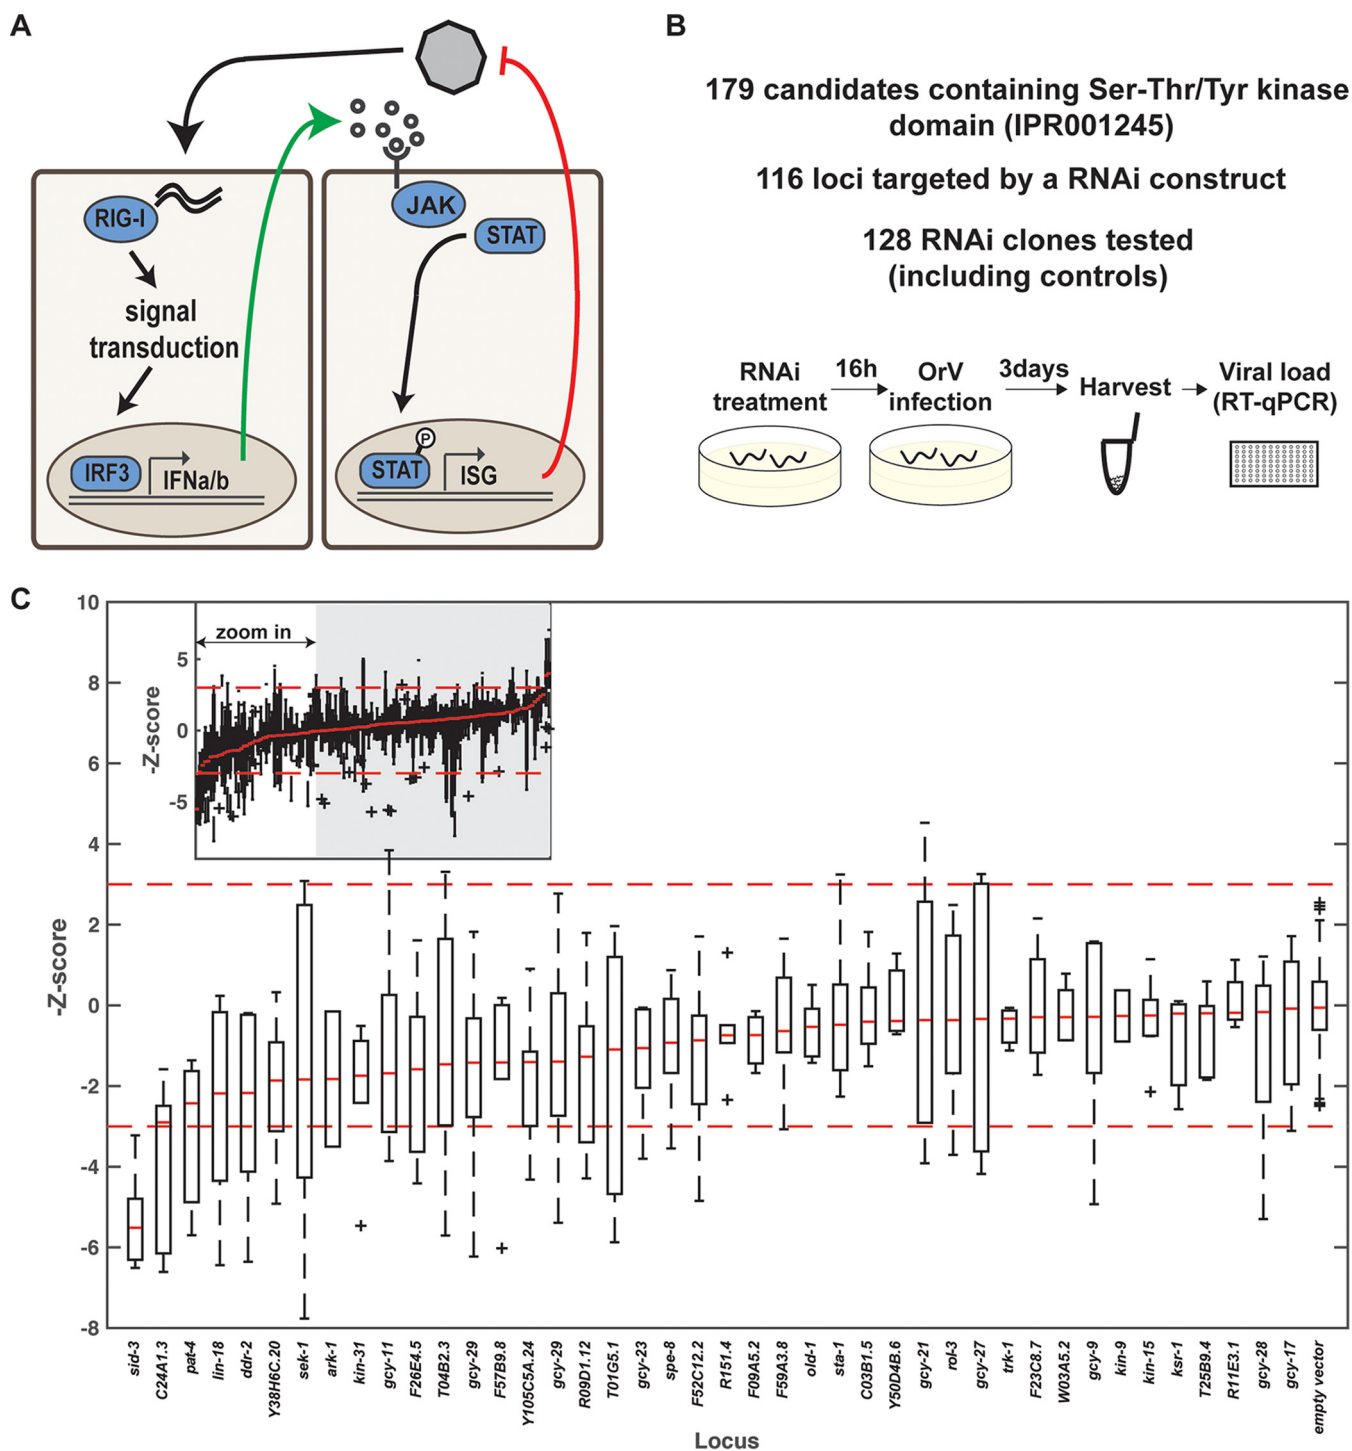 A
RIG-I
signal
transduction
IRF3
IFNa/b
JAK
STAT
P
STAT
ISG
B
179 candidates containing Ser-Thr/Tyr kinase
domain (IPR001245)
116 loci targeted by a RNAi construct
128 RNAi clones tested
(including controls)
RNAi
treatment
16h
OrV
infection
3days
Harvest
Viral load
(RT-qPCR)
C
10
8
6
4
2
0
-2
-4
-6
-8
-Z-score
zoom in
5
0
-5
-Z-score
sid-3
C24A1.3
pat-4
lin-18
ddr-2
Y38H6C.20
sek-1
ark-1
kin-31
gcy-11
F26E4.5
T04B2.3
gcy-29
F57B9.8
Y105C5A.24
gcy-29
R09D1.12
T01G5.1
gcy-23
spe-8
F52C12.2
R151.4
F09A5.2
F59A3.8
old-1
sta-1
C03B1.5
Y50D4B.6
gcy-21
rol-3
gcy-27
trk-1
F23C8.7
W03A5.2
gcy-9
kin-9
kin-15
ksr-1
T25B9.4
R11E3.1
gcy-28
gcy-17
empty vector
Locus